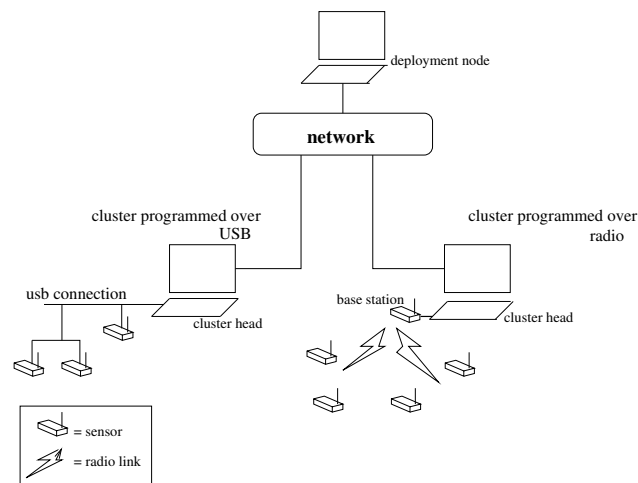 deployment node
network
cluster programmed over
USB
cluster programmed over
radio
usb connection
cluster head
base station
cluster head
= sensor
= radio link